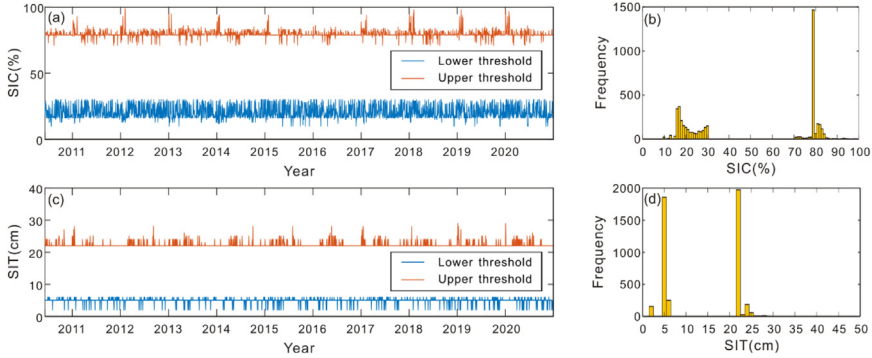 (a)
100
50
0
SIC(%)
Lower threshold
Upper threshold
2011 2012 2013 2014 2015 2016 2017 2018 2019 2020
Year
(b)
1500
1000
500
0
Frequency
0 10 20 30 40 50 60 70 80 90 100
SIC(%)
(c)
40
30
20
10
0
SIT(cm)
Lower threshold
Upper threshold
2011 2012 2013 2014 2015 2016 2017 2018 2019 2020
Year
(d)
2000
1500
1000
500
0
Frequency
0 5 10 15 20 25 30 35 40 45 50
SIT(cm)